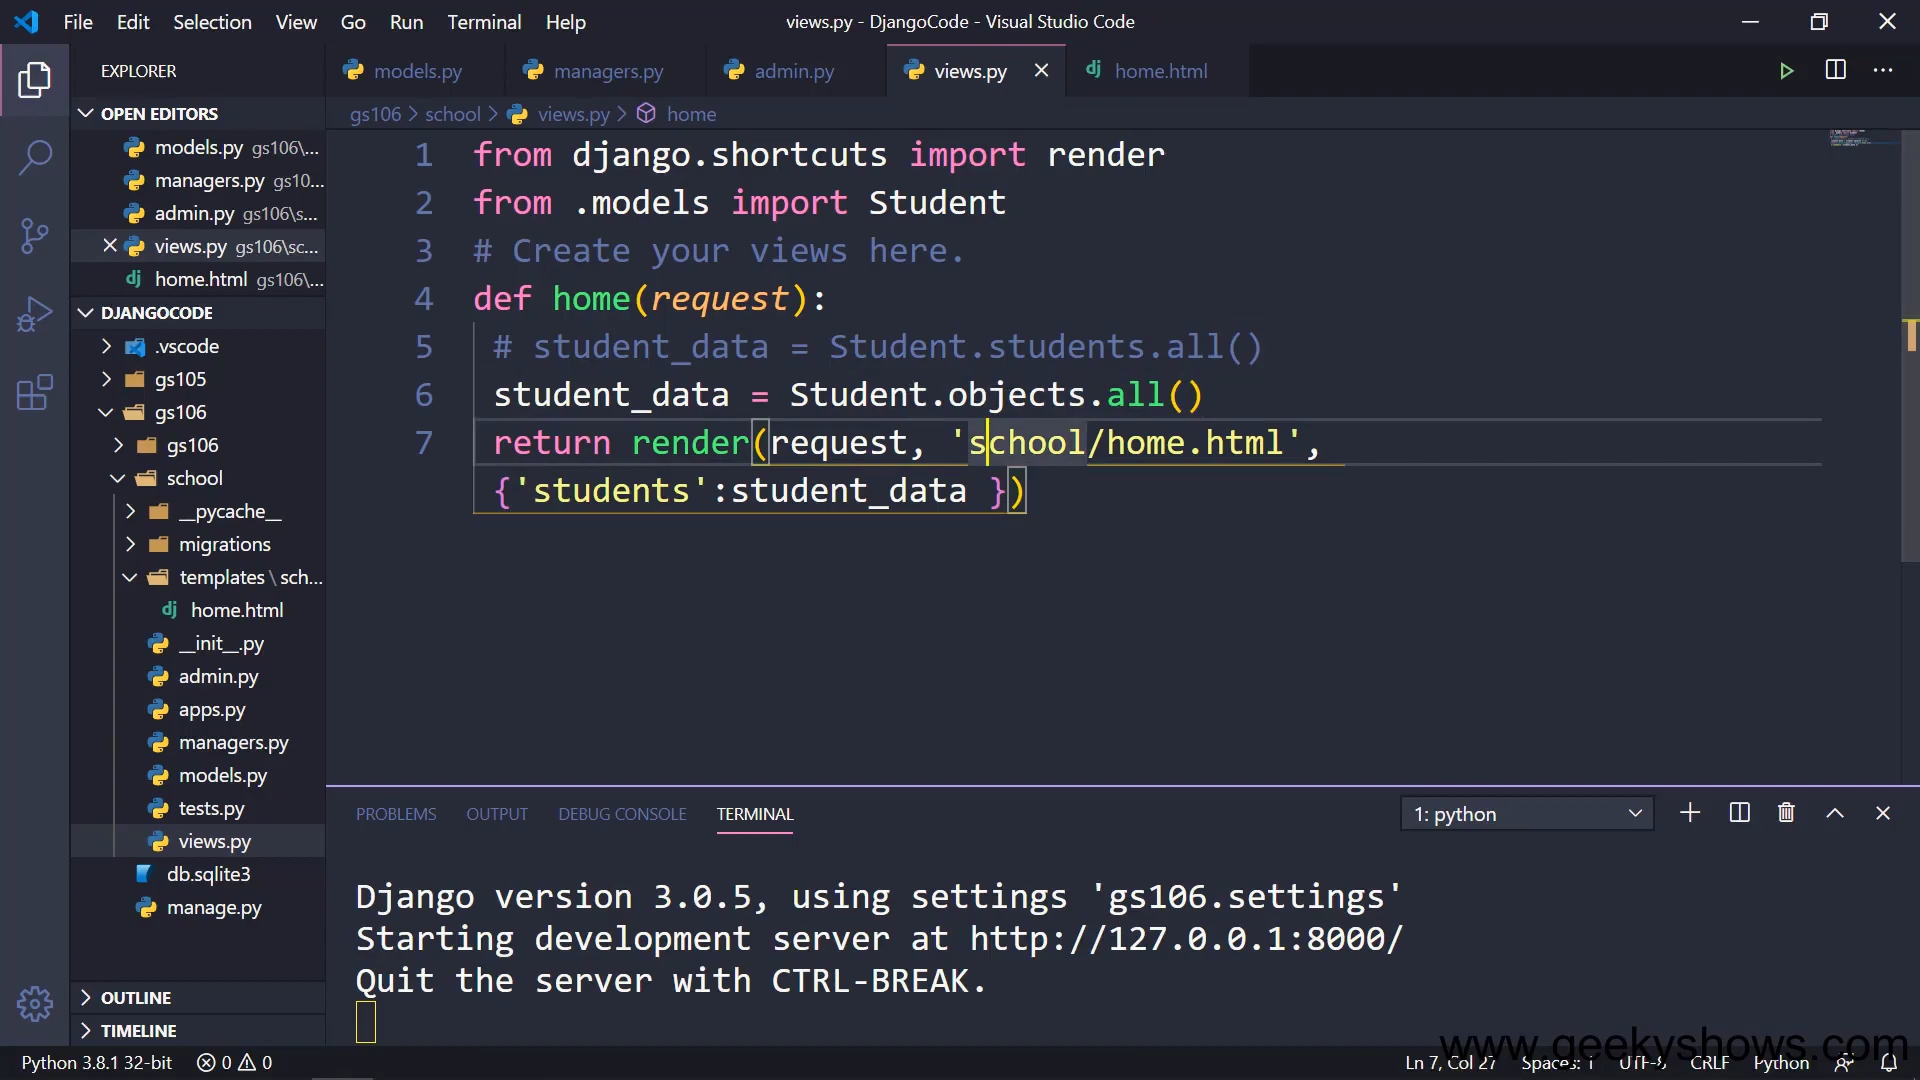 File Edit Selection View Go Run Terminal Help
views.py - DjangoCode - Visual Studio Code
EXPLORER
OPEN EDITORS
models.py gs106\...
managers.py gs10...
admin.py gs106\s...
views.py gs106\sc...
home.html gs106\...
DJANGOCODE
.vscode
gs105
gs106
gs106
school
__pycache__
migrations
templates\sch...
home.html
__init__.py
admin.py
apps.py
managers.py
models.py
tests.py
views.py
db.sqlite3
manage.py
OUTLINE
TIMELINE
models.py managers.py admin.py views.py home.html
gs106 > school > views.py > home
1 from django.shortcuts import render
2 from .models import Student
3 # Create your views here.
4 def home(request):
5 # student_data = Student.students.all()
6 student_data = Student.objects.all()
7 return render(request, 'school/home.html',
{'students':student_data })
PROBLEMS OUTPUT DEBUG CONSOLE TERMINAL
1: python
Django version 3.0.5, using settings 'gs106.settings'
Starting development server at http://127.0.0.1:8000/
Quit the server with CTRL-BREAK.
www.geekyshows.com
Python 3.8.1 32-bit 0 0
Ln 7, Col 27 Spaces: 1 UTF-8 CRLF Python